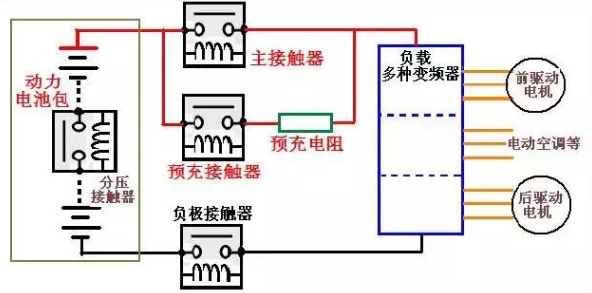 主接触器
动力
电池包
负载
多种变频器
前驱动
电机
预充电阻
预充接触器
电动空调等
分压
接触器
负极接触器
后驱动
电机